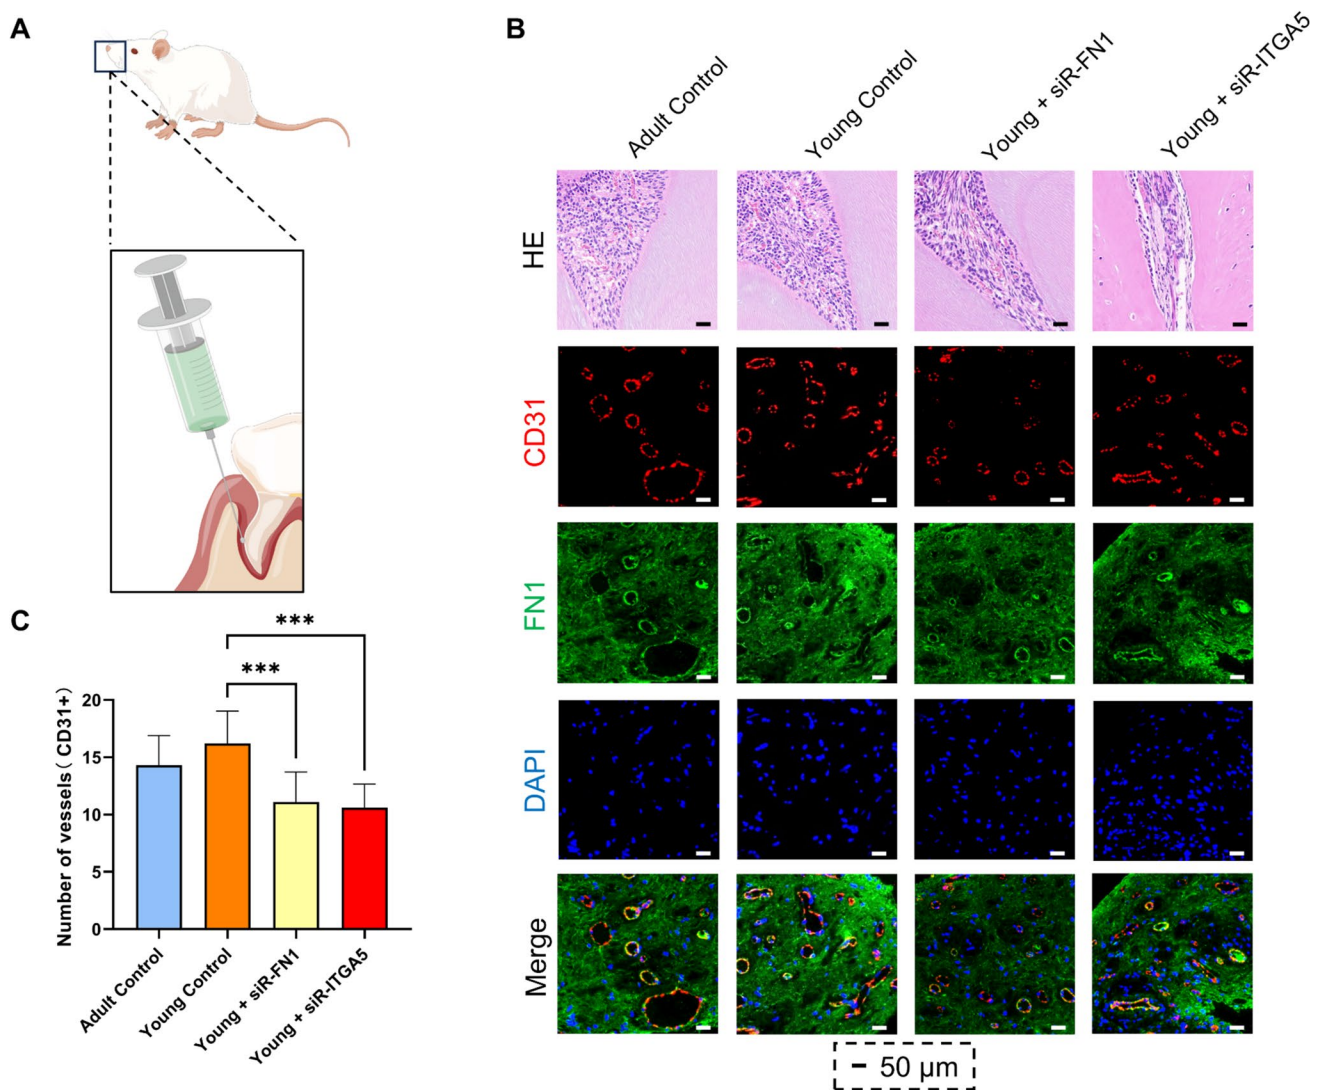 A
B
Adult Control
Young Control
Young + siR-FN1
Young + siR-ITGA5
HE
CD31
FN1
DAPI
Merge
50 μm
C
***
***
Number of vessels ( CD31+)
20
15
10
5
0
Adult Control
Young Control
Young + siR-FN1
Young + siR-ITGA5